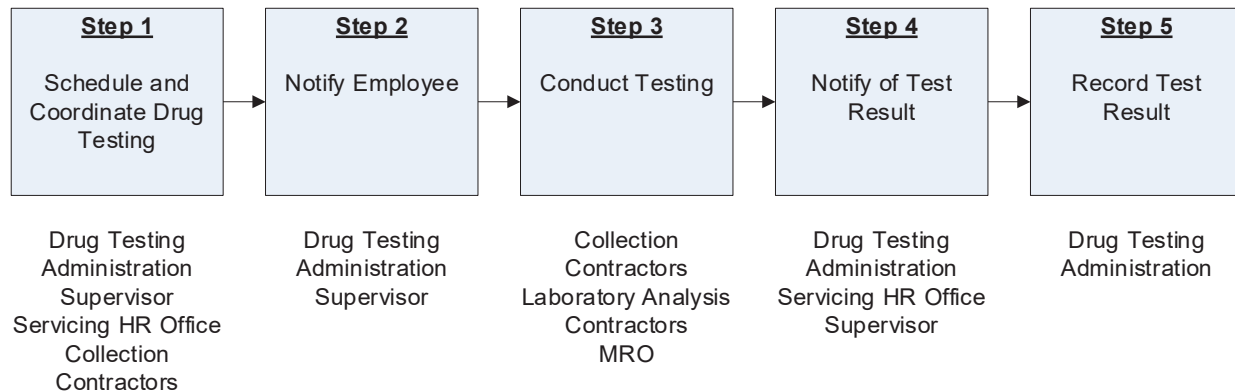 Step 1
Schedule and
Coordinate Drug
Testing
Step 2
Notify Employee
Step 3
Conduct Testing
Step 4
Notify of Test
Result
Step 5
Record Test
Result
Drug Testing
Administration
Supervisor
Servicing HR Office
Collection
Contractors
Drug Testing
Administration
Supervisor
Collection
Contractors
Laboratory Analysis
Contractors
MRO
Drug Testing
Administration
Servicing HR Office
Supervisor
Drug Testing
Administration